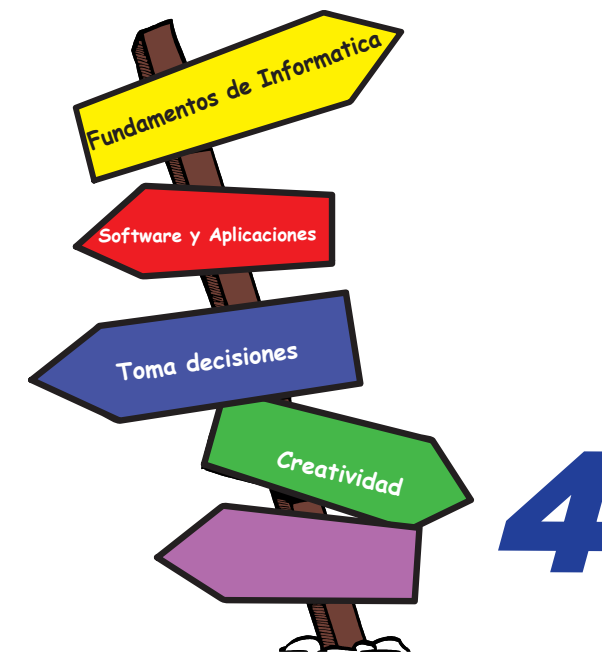 Fundamentos de Informatica
Software y Aplicaciones
Toma decisiones
Creatividad
4